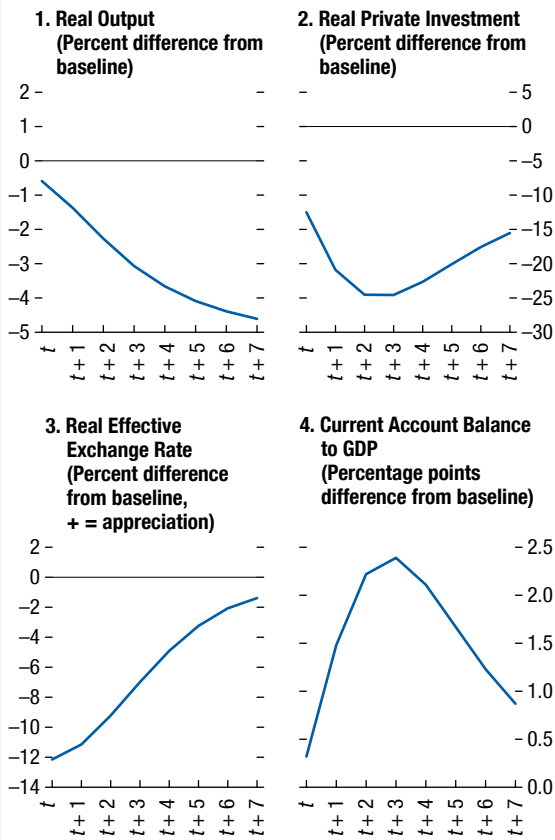 1. Real Output
(Percent difference from
baseline)
2
1
0
–1
–2
–3
–4
–5
t
t + 1
t + 2
t + 3
t + 4
t + 5
t + 6
t + 7
2. Real Private Investment
(Percent difference from
baseline)
5
0
–5
–10
–15
–20
–25
–30
t
t + 1
t + 2
t + 3
t + 4
t + 5
t + 6
t + 7
3. Real Effective
Exchange Rate
(Percent difference
from baseline,
+ = appreciation)
2
0
–2
–4
–6
–8
–10
–12
–14
t
t + 1
t + 2
t + 3
t + 4
t + 5
t + 6
t + 7
4. Current Account Balance
to GDP
(Percentage points
difference from baseline)
2.5
2.0
1.5
1.0
0.5
0.0
t
t + 1
t + 2
t + 3
t + 4
t + 5
t + 6
t + 7